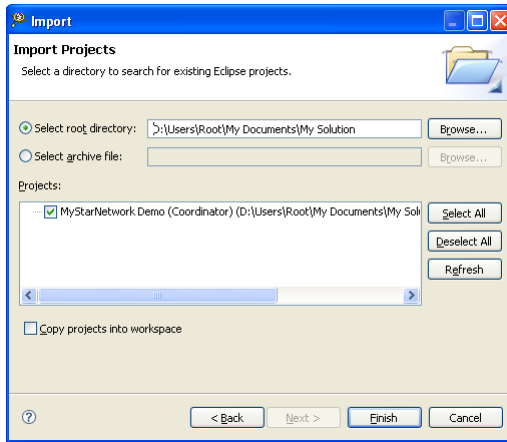 Import
Import Projects
Select a directory to search for existing Eclipse projects.
Select root directory: :\Users\Root\My Documents\My Solution Browse...
Select archive file: Browse...
Projects:
MyStarNetwork Demo (Coordinator) (D:\Users\Root\My Documents\My Sol
Select All
Deselect All
Refresh
Copy projects into workspace
? < Back Next > Finish Cancel